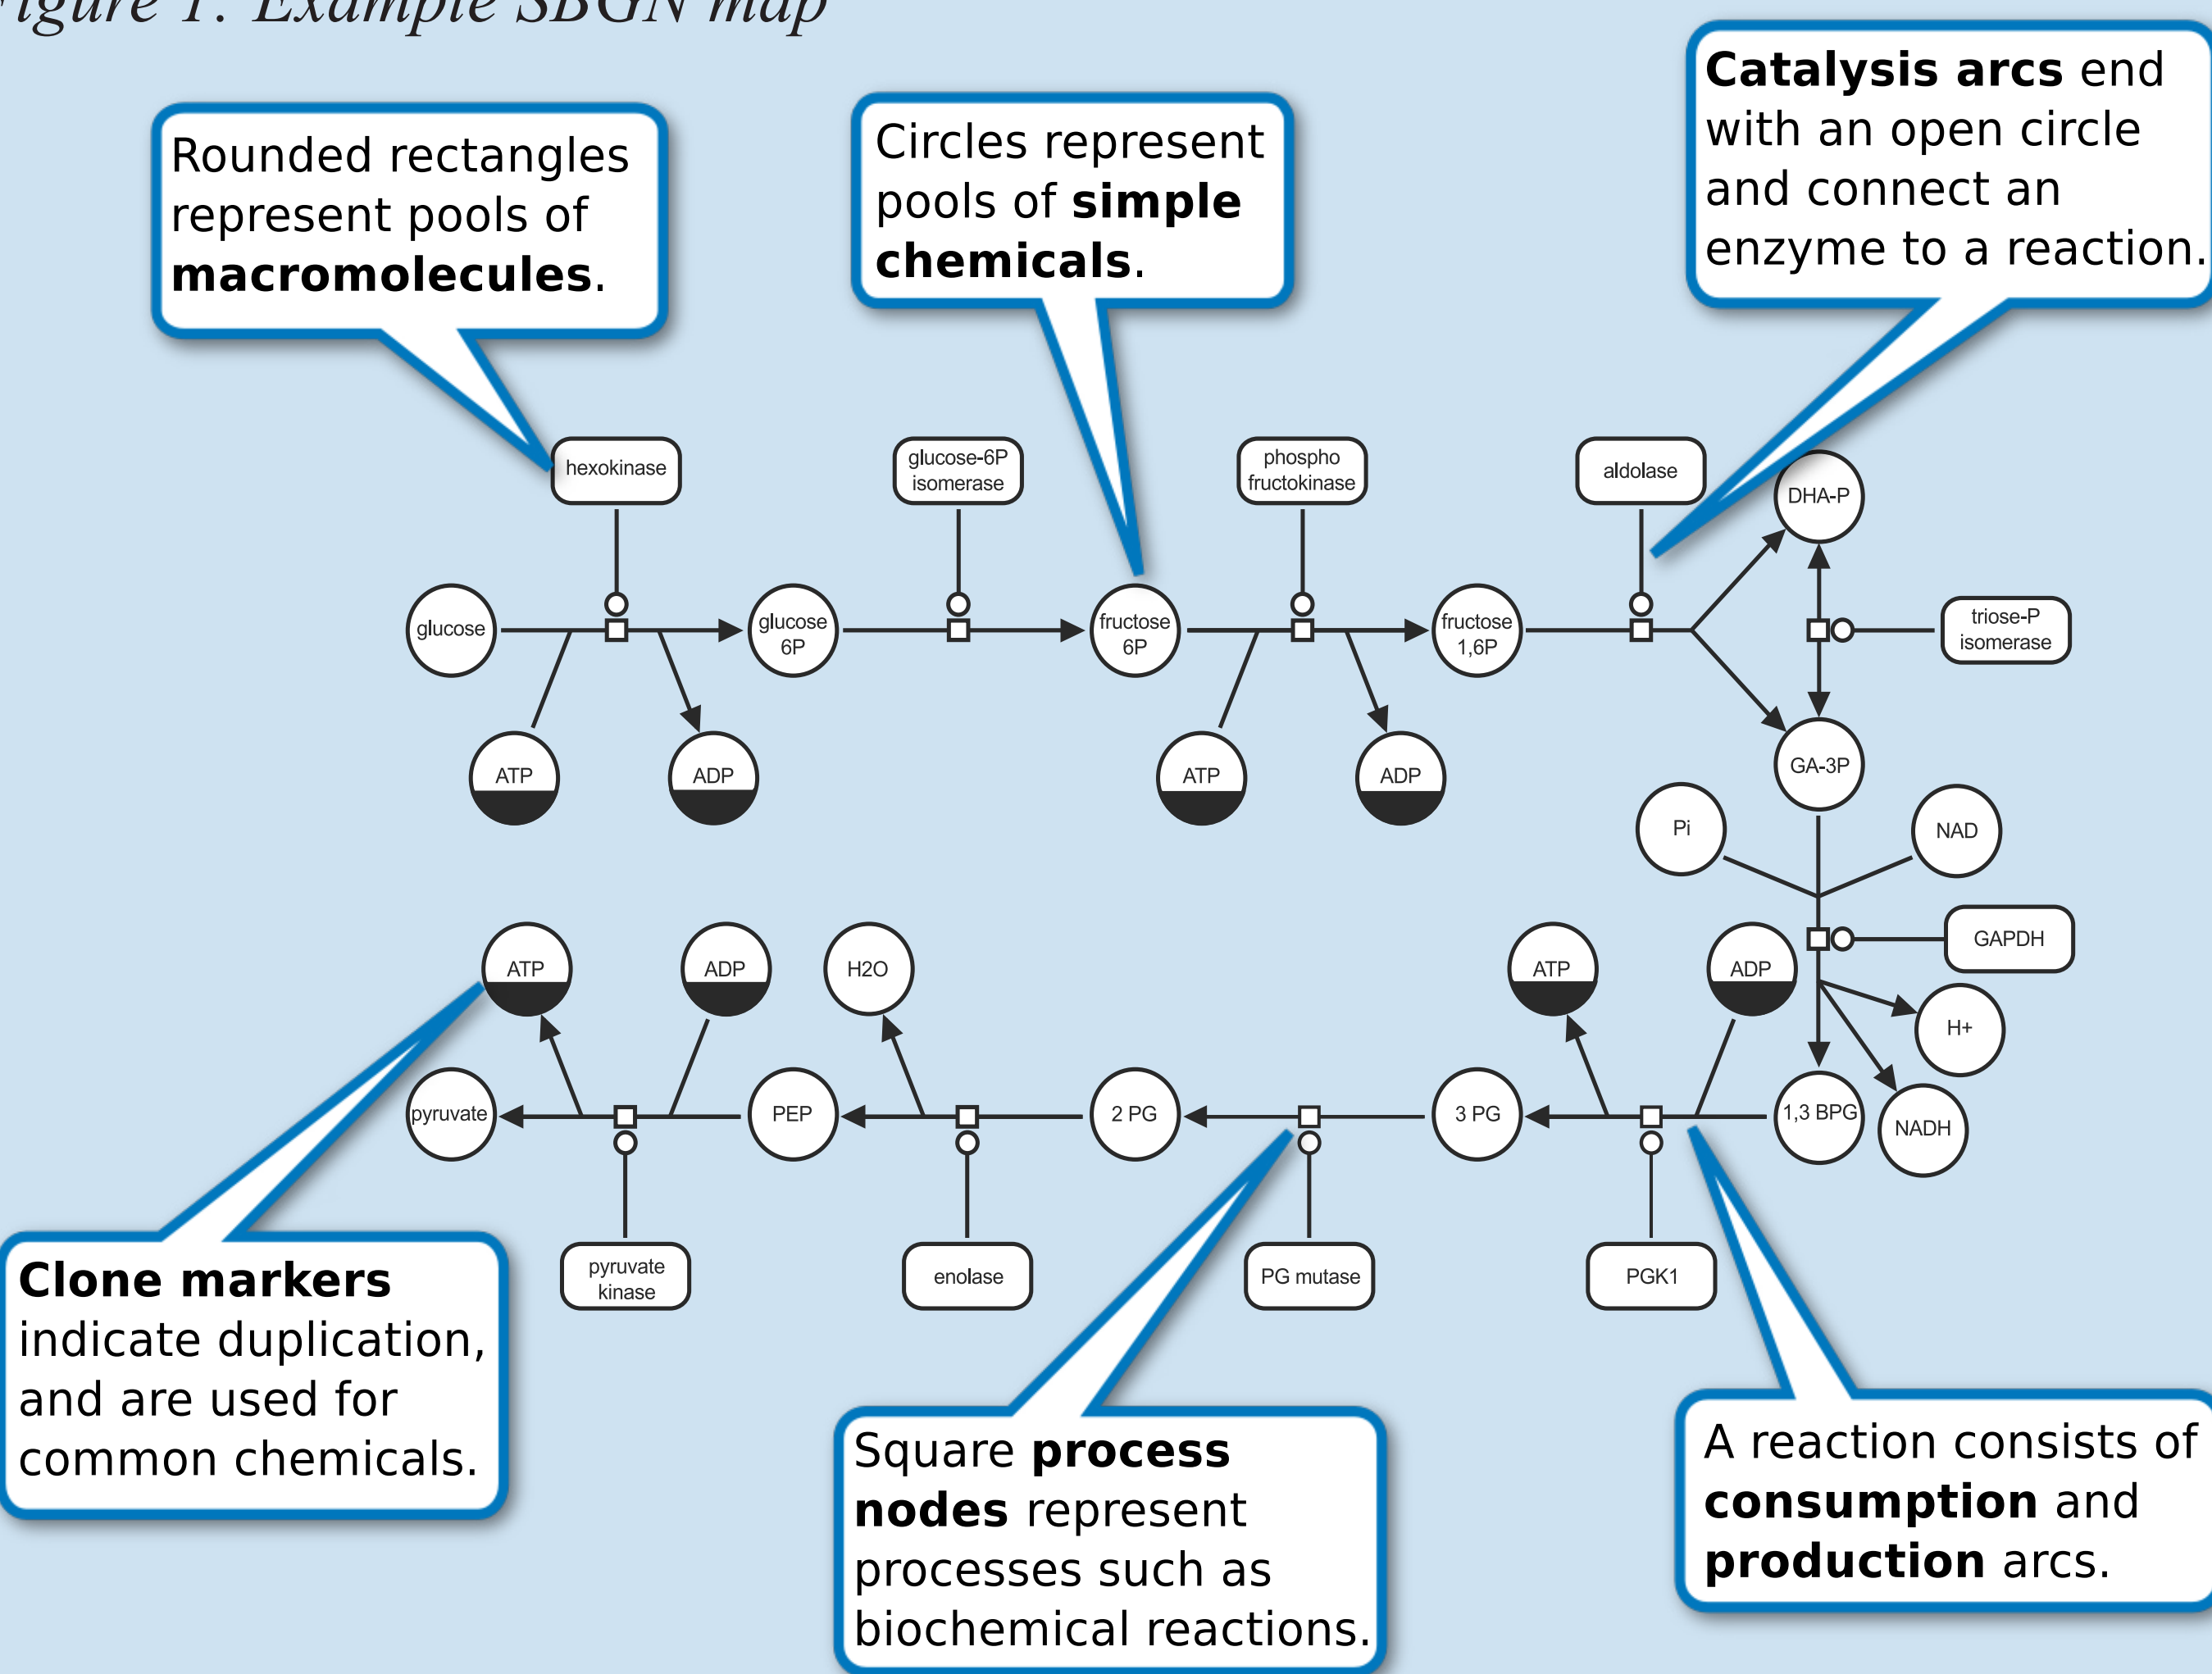 Figure 1: Example SBGN map
Rounded rectangles
represent pools of
macromolecules.
Circles represent
pools of simple
chemicals.
Catalysis arcs end
with an open circle
and connect an
enzyme to a reaction.
hexokinase
glucose-6P
isomerase
phospho
fructokinase
aldolase
DHA-P
glucose
glucose
6P
fructose
6P
fructose
1,6P
triose-P
isomerase
ATP
ADP
ATP
ADP
GA-3P
Pi
NAD
GAPDH
ATP
ADP
H2O
ATP
ADP
H+
pyruvate
PEP
2 PG
3 PG
1,3 BPG
NADH
pyruvate
kinase
enolase
PG mutase
PGK1
Clone markers
indicate duplication,
and are used for
common chemicals.
Square process
nodes represent
processes such as
biochemical reactions.
A reaction consists of
consumption and
production arcs.